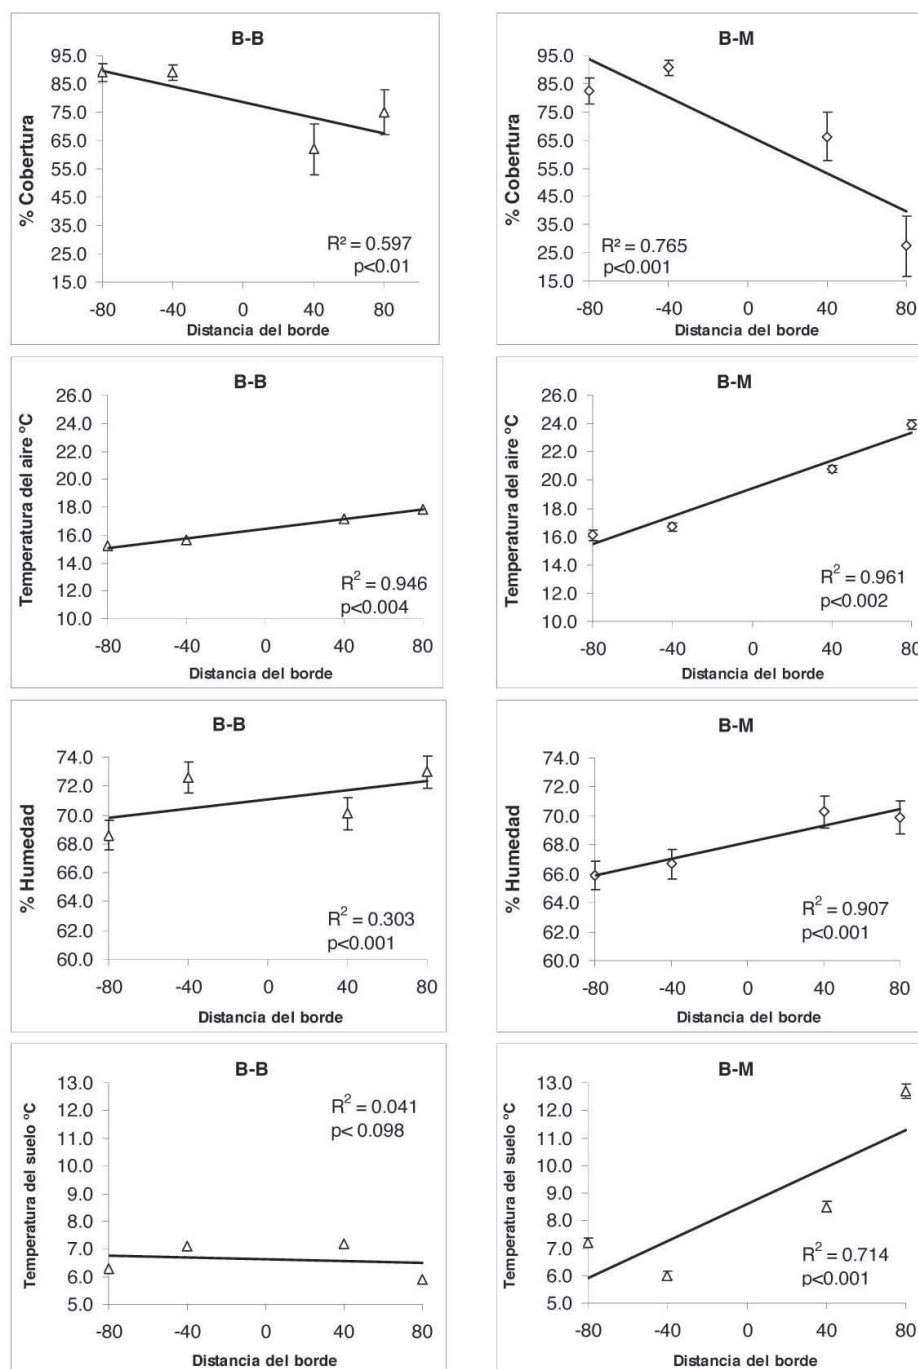 B-B
% Cobertura
95.0
85.0
75.0
65.0
55.0
45.0
35.0
25.0
15.0
R² = 0.597
p<0.01
-80 -40 0 40 80
Distancia del borde
B-M
% Cobertura
95.0
85.0
75.0
65.0
55.0
45.0
35.0
25.0
15.0
R² = 0.765
p<0.001
-80 -40 0 40 80
Distancia del borde
B-B
Temperatura del aire ºC
26.0
24.0
22.0
20.0
18.0
16.0
14.0
12.0
10.0
R² = 0.946
p<0.004
-80 -40 0 40 80
Distancia del borde
B-M
Temperatura del aire ºC
26.0
24.0
22.0
20.0
18.0
16.0
14.0
12.0
10.0
R² = 0.961
p<0.002
-80 -40 0 40 80
Distancia del borde
B-B
% Humedad
74.0
72.0
70.0
68.0
66.0
64.0
62.0
60.0
R² = 0.303
p<0.001
-80 -40 0 40 80
Distancia del borde
B-M
% Humedad
74.0
72.0
70.0
68.0
66.0
64.0
62.0
60.0
R² = 0.907
p<0.001
-80 -40 0 40 80
Distancia del borde
B-B
Temperatura del suelo ºC
13.0
12.0
11.0
10.0
9.0
8.0
7.0
6.0
5.0
R² = 0.041
p< 0.098
-80 -40 0 40 80
Distancia del borde
B-M
Temperatura del suelo ºC
13.0
12.0
11.0
10.0
9.0
8.0
7.0
6.0
5.0
R² = 0.714
p<0.001
-80 -40 0 40 80
Distancia del borde